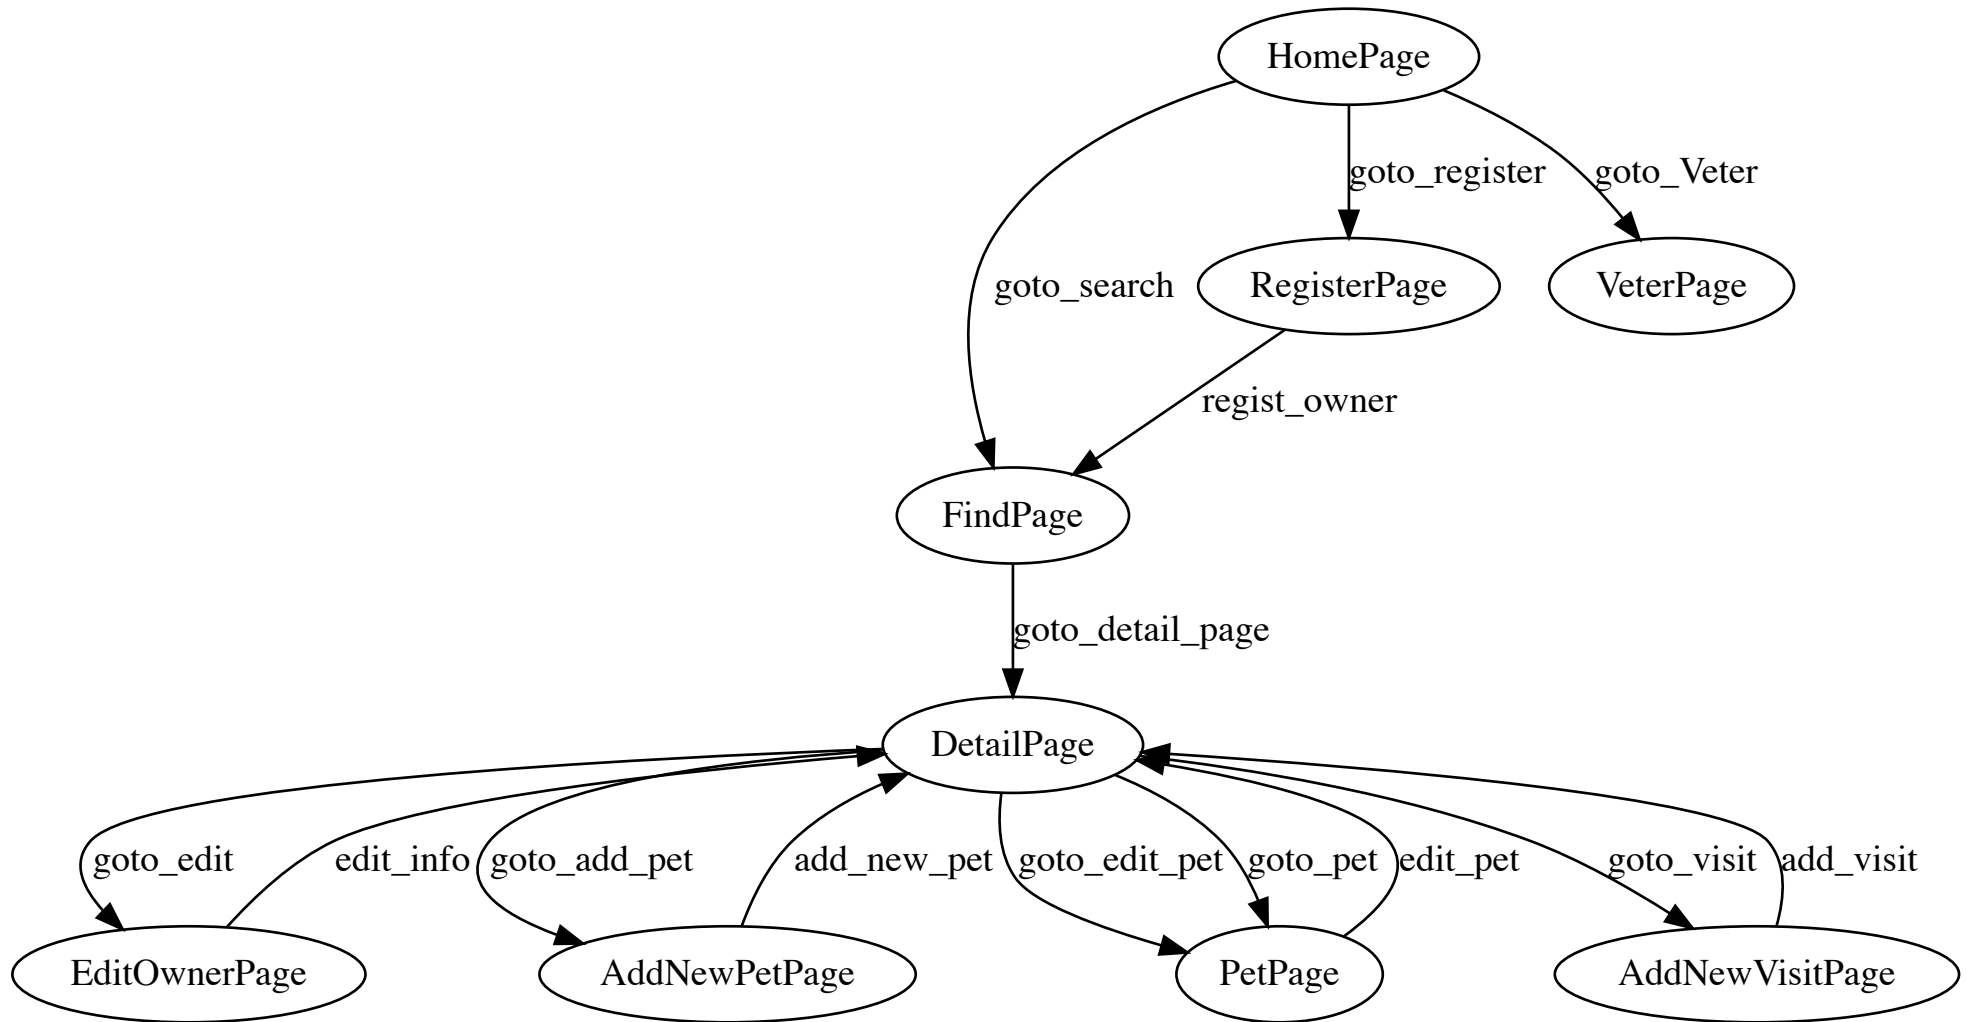 HomePage
goto_register
goto_Veter
goto_search
RegisterPage
VeterPage
regist_owner
FindPage
goto_detail_page
DetailPage
goto_edit
edit_info
goto_add_pet
add_new_pet
goto_edit_pet
goto_pet
edit_pet
goto_visit
add_visit
EditOwnerPage
AddNewPetPage
PetPage
AddNewVisitPage